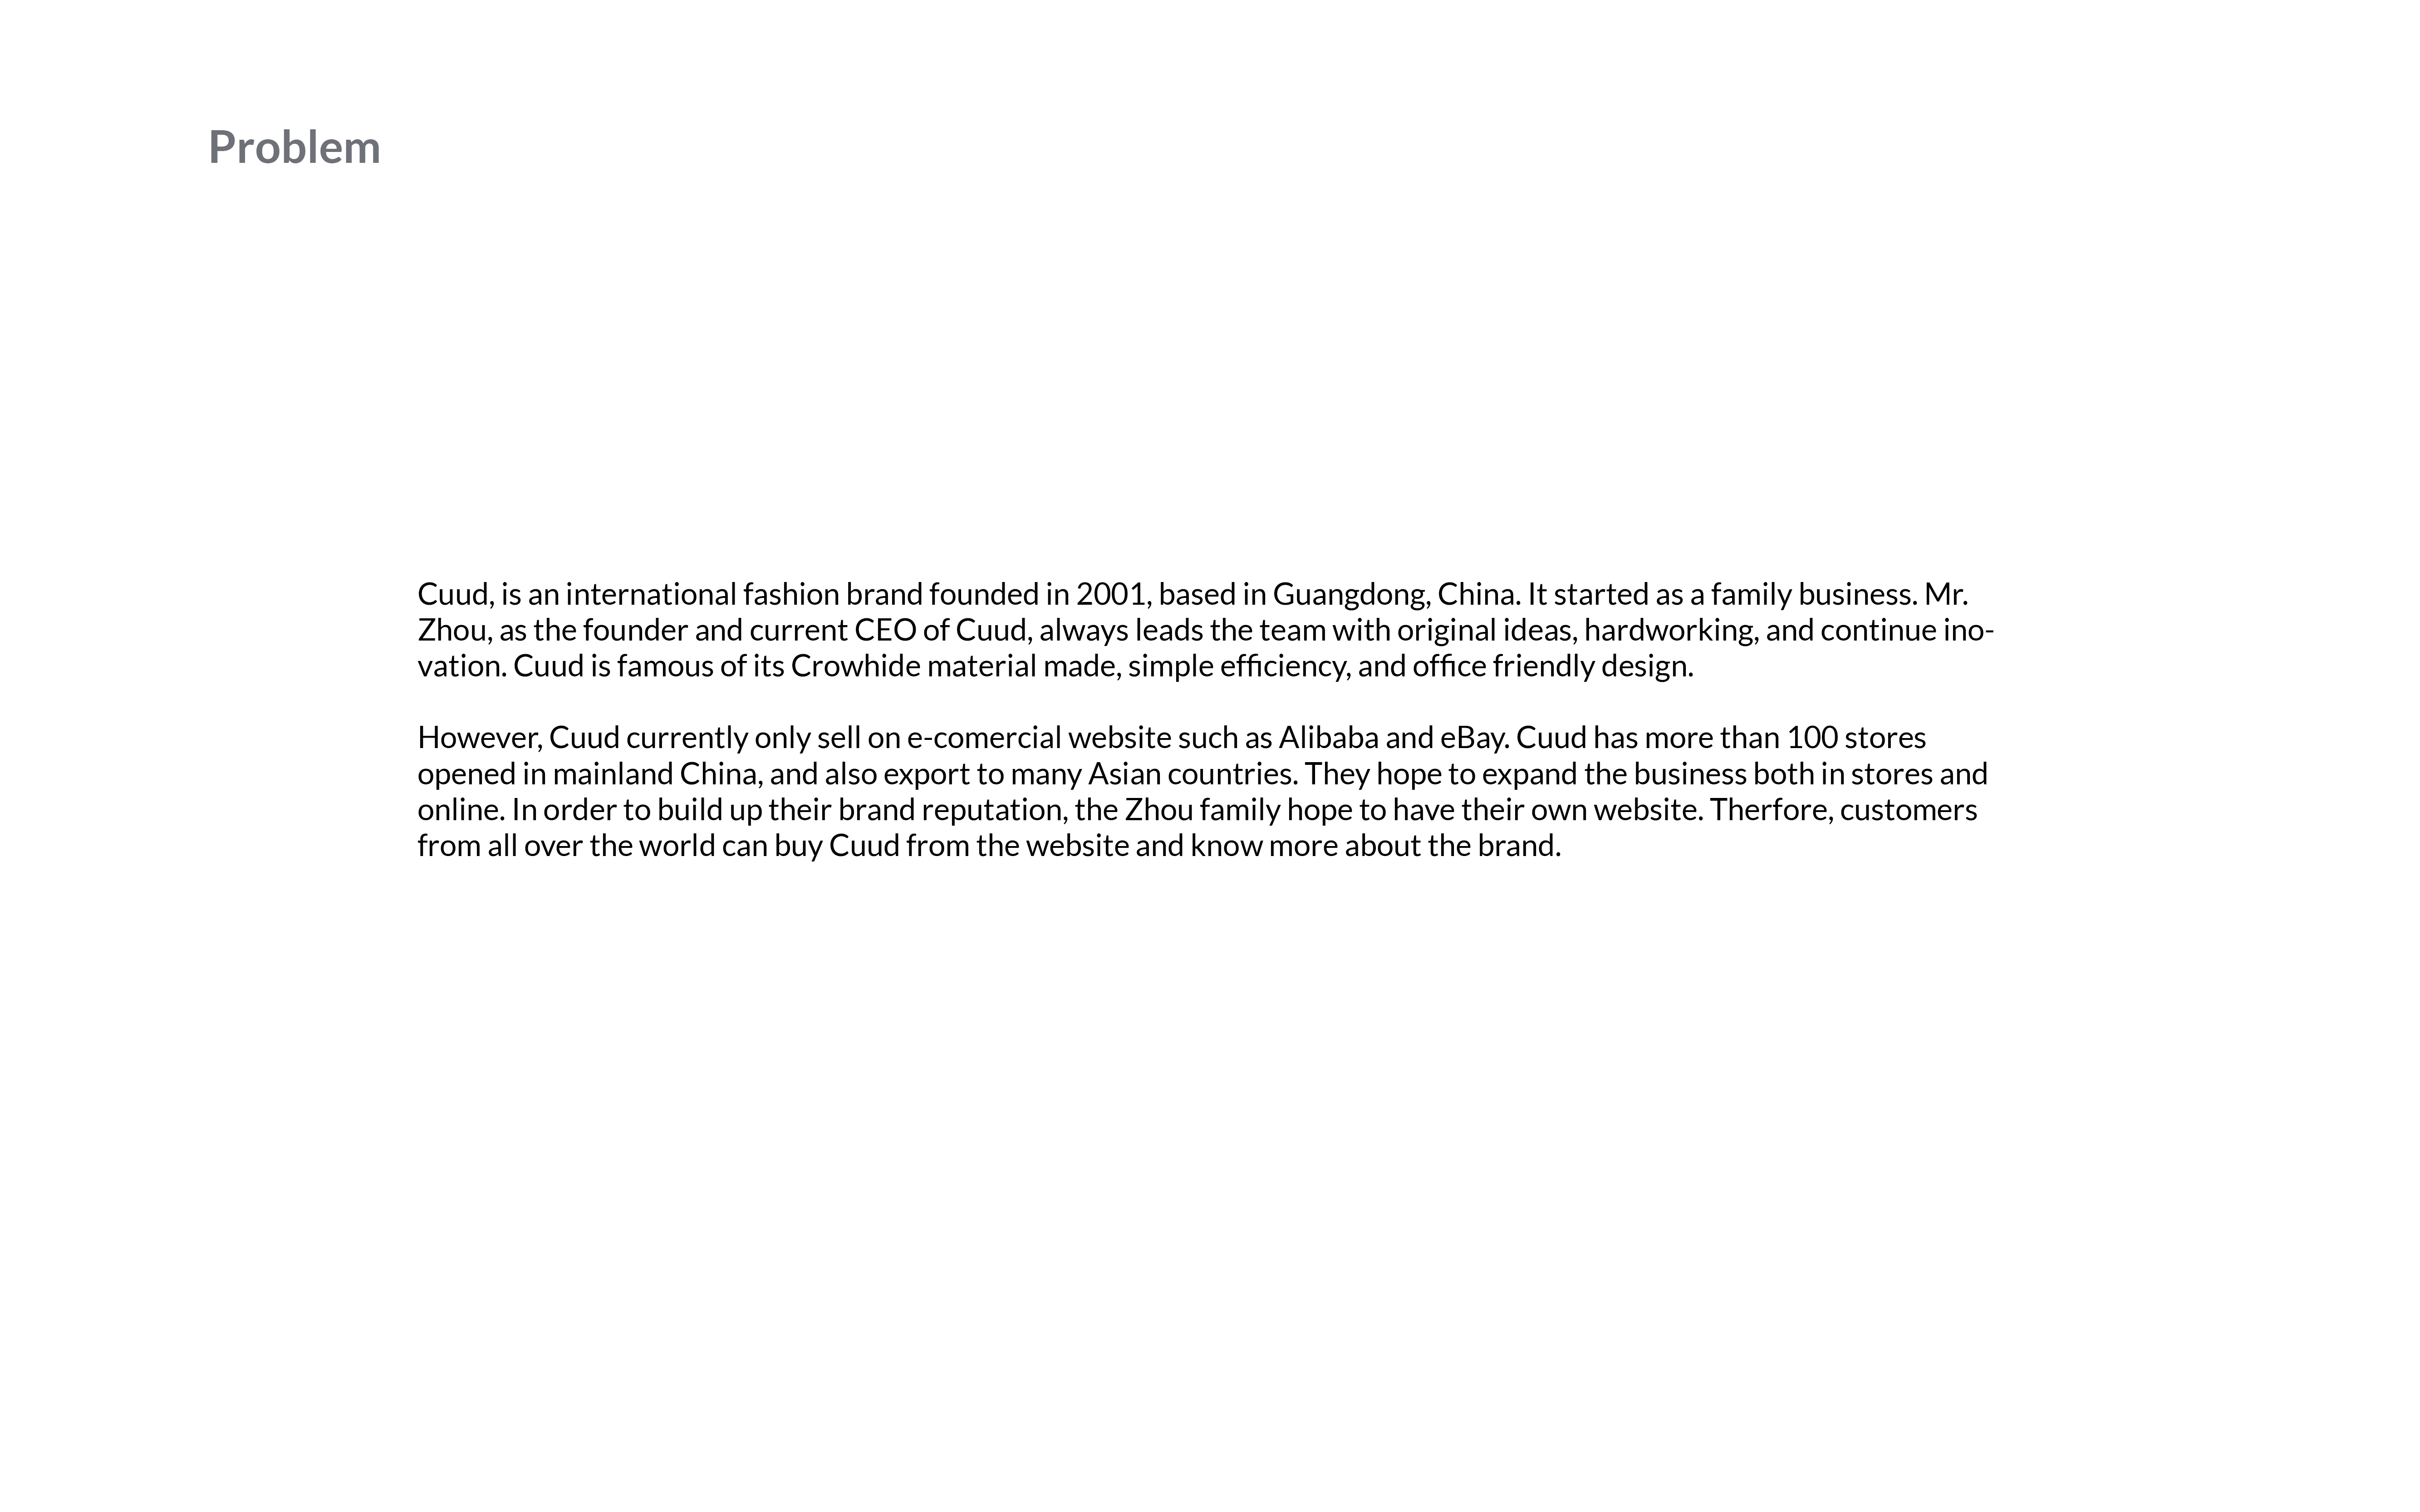 Problem
Cuud, is an international fashion brand founded in 2001, based in Guangdong, China. It started as a family business. Mr.
Zhou, as the founder and current CEO of Cuud, always leads the team with original ideas, hardworking, and continue ino-
vation. Cuud is famous of its Crowhide material made, simple efficiency, and office friendly design.
However, Cuud currently only sell on e-comercial website such as Alibaba and eBay. Cuud has more than 100 stores
opened in mainland China, and also export to many Asian countries. They hope to expand the business both in stores and
online. In order to build up their brand reputation, the Zhou family hope to have their own website. Therfore, customers
from all over the world can buy Cuud from the website and know more about the brand.